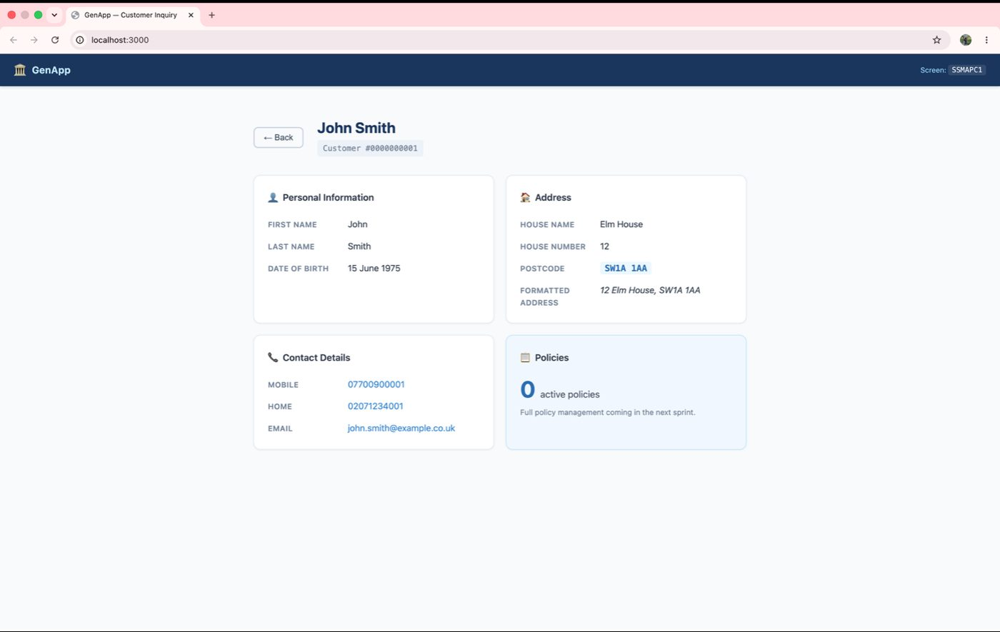 GenApp — Customer Inquiry
localhost:3000
GenApp
Screen: SSMAPC1
← Back
John Smith
Customer #0000000001
Personal Information
FIRST NAME John
LAST NAME Smith
DATE OF BIRTH 15 June 1975
Address
HOUSE NAME Elm House
HOUSE NUMBER 12
POSTCODE SW1A 1AA
FORMATTED ADDRESS 12 Elm House, SW1A 1AA
Contact Details
MOBILE 07700900001
HOME 02071234001
EMAIL john.smith@example.co.uk
Policies
0 active policies
Full policy management coming in the next sprint.